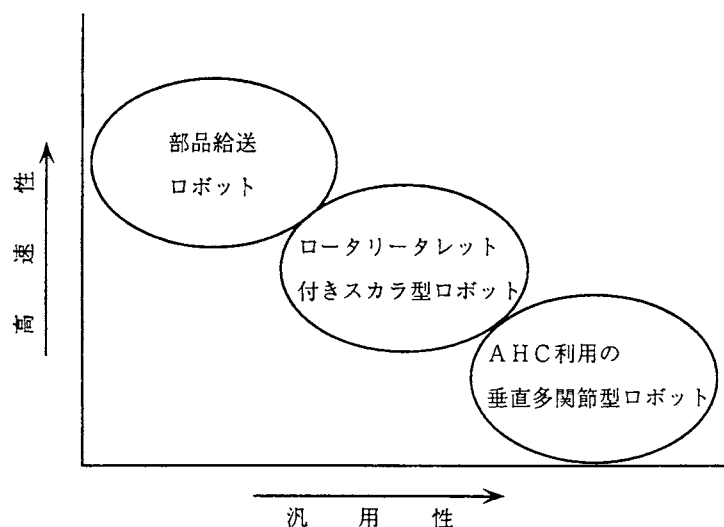 部品給送
ロボット
ロータリータレット
付きスカラ型ロボット
AHC利用の
垂直多関節型ロボット
高速性
汎用性